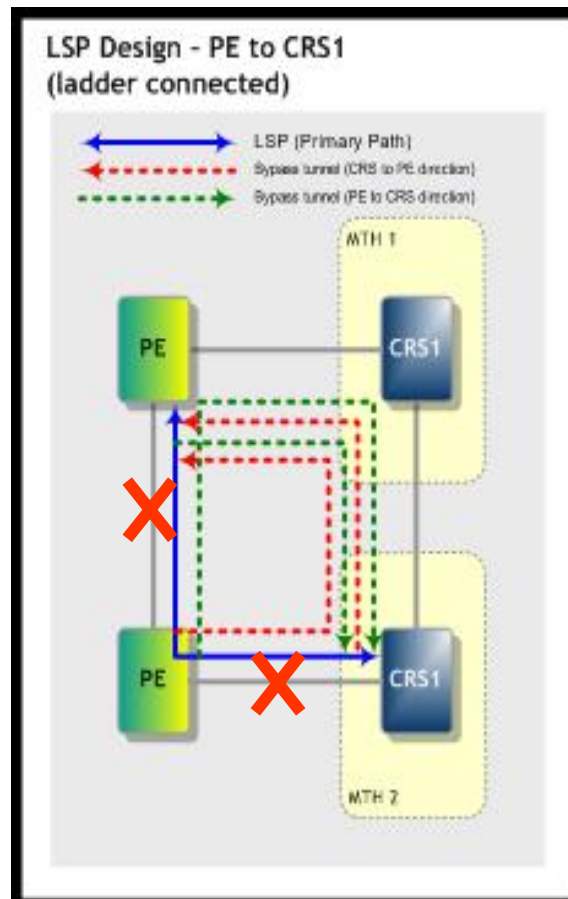 LSP Design - PE to CRS1
(ladder connected)
LSP (Primary Path)
Bypass tunnel (CRS to PE direction)
Bypass tunnel (PE to CRS direction)
MTH 1
PE
CRS1
PE
CRS1
MTH 2